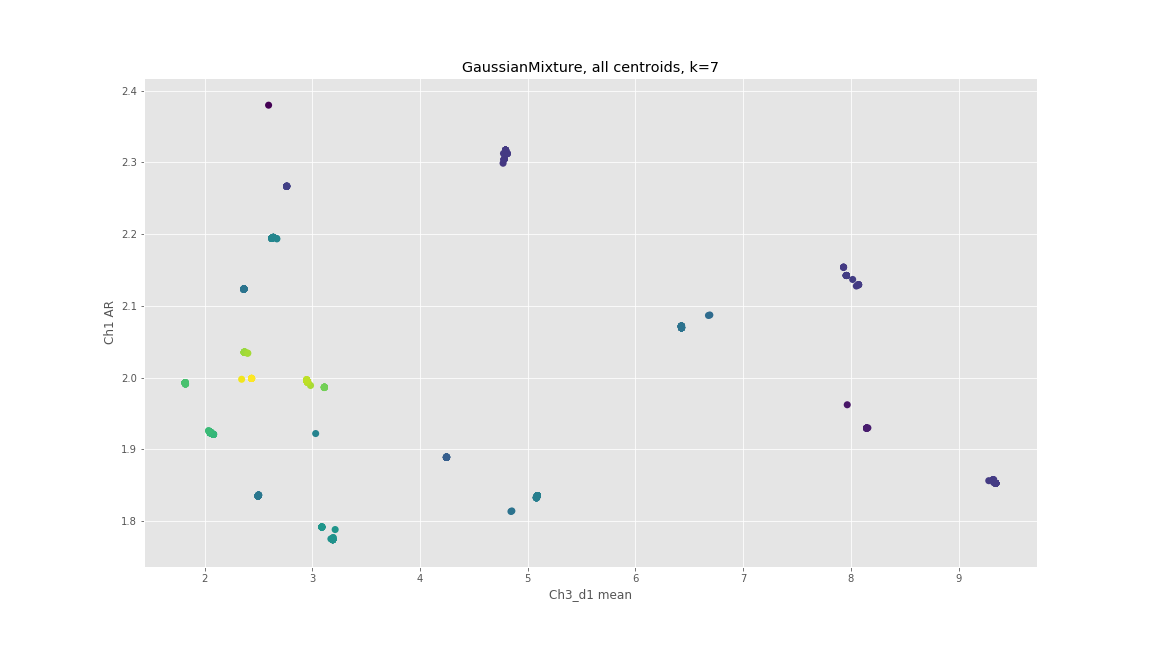 GaussianMixture, all centroids, k=7
2.4
2.3
2.2
2.1
2.0
1.9
1.8
Ch1 AR
2 3 4 5 6 7 8 9
Ch3_d1 mean